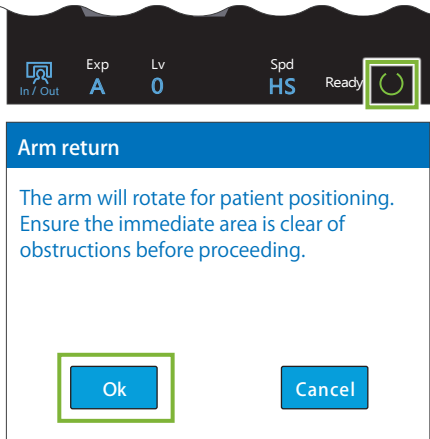 Exp Lv Spd
In / Out A 0 HS Ready
Arm return
The arm will rotate for patient positioning.
Ensure the immediate area is clear of
obstructions before proceeding.
Ok Cancel